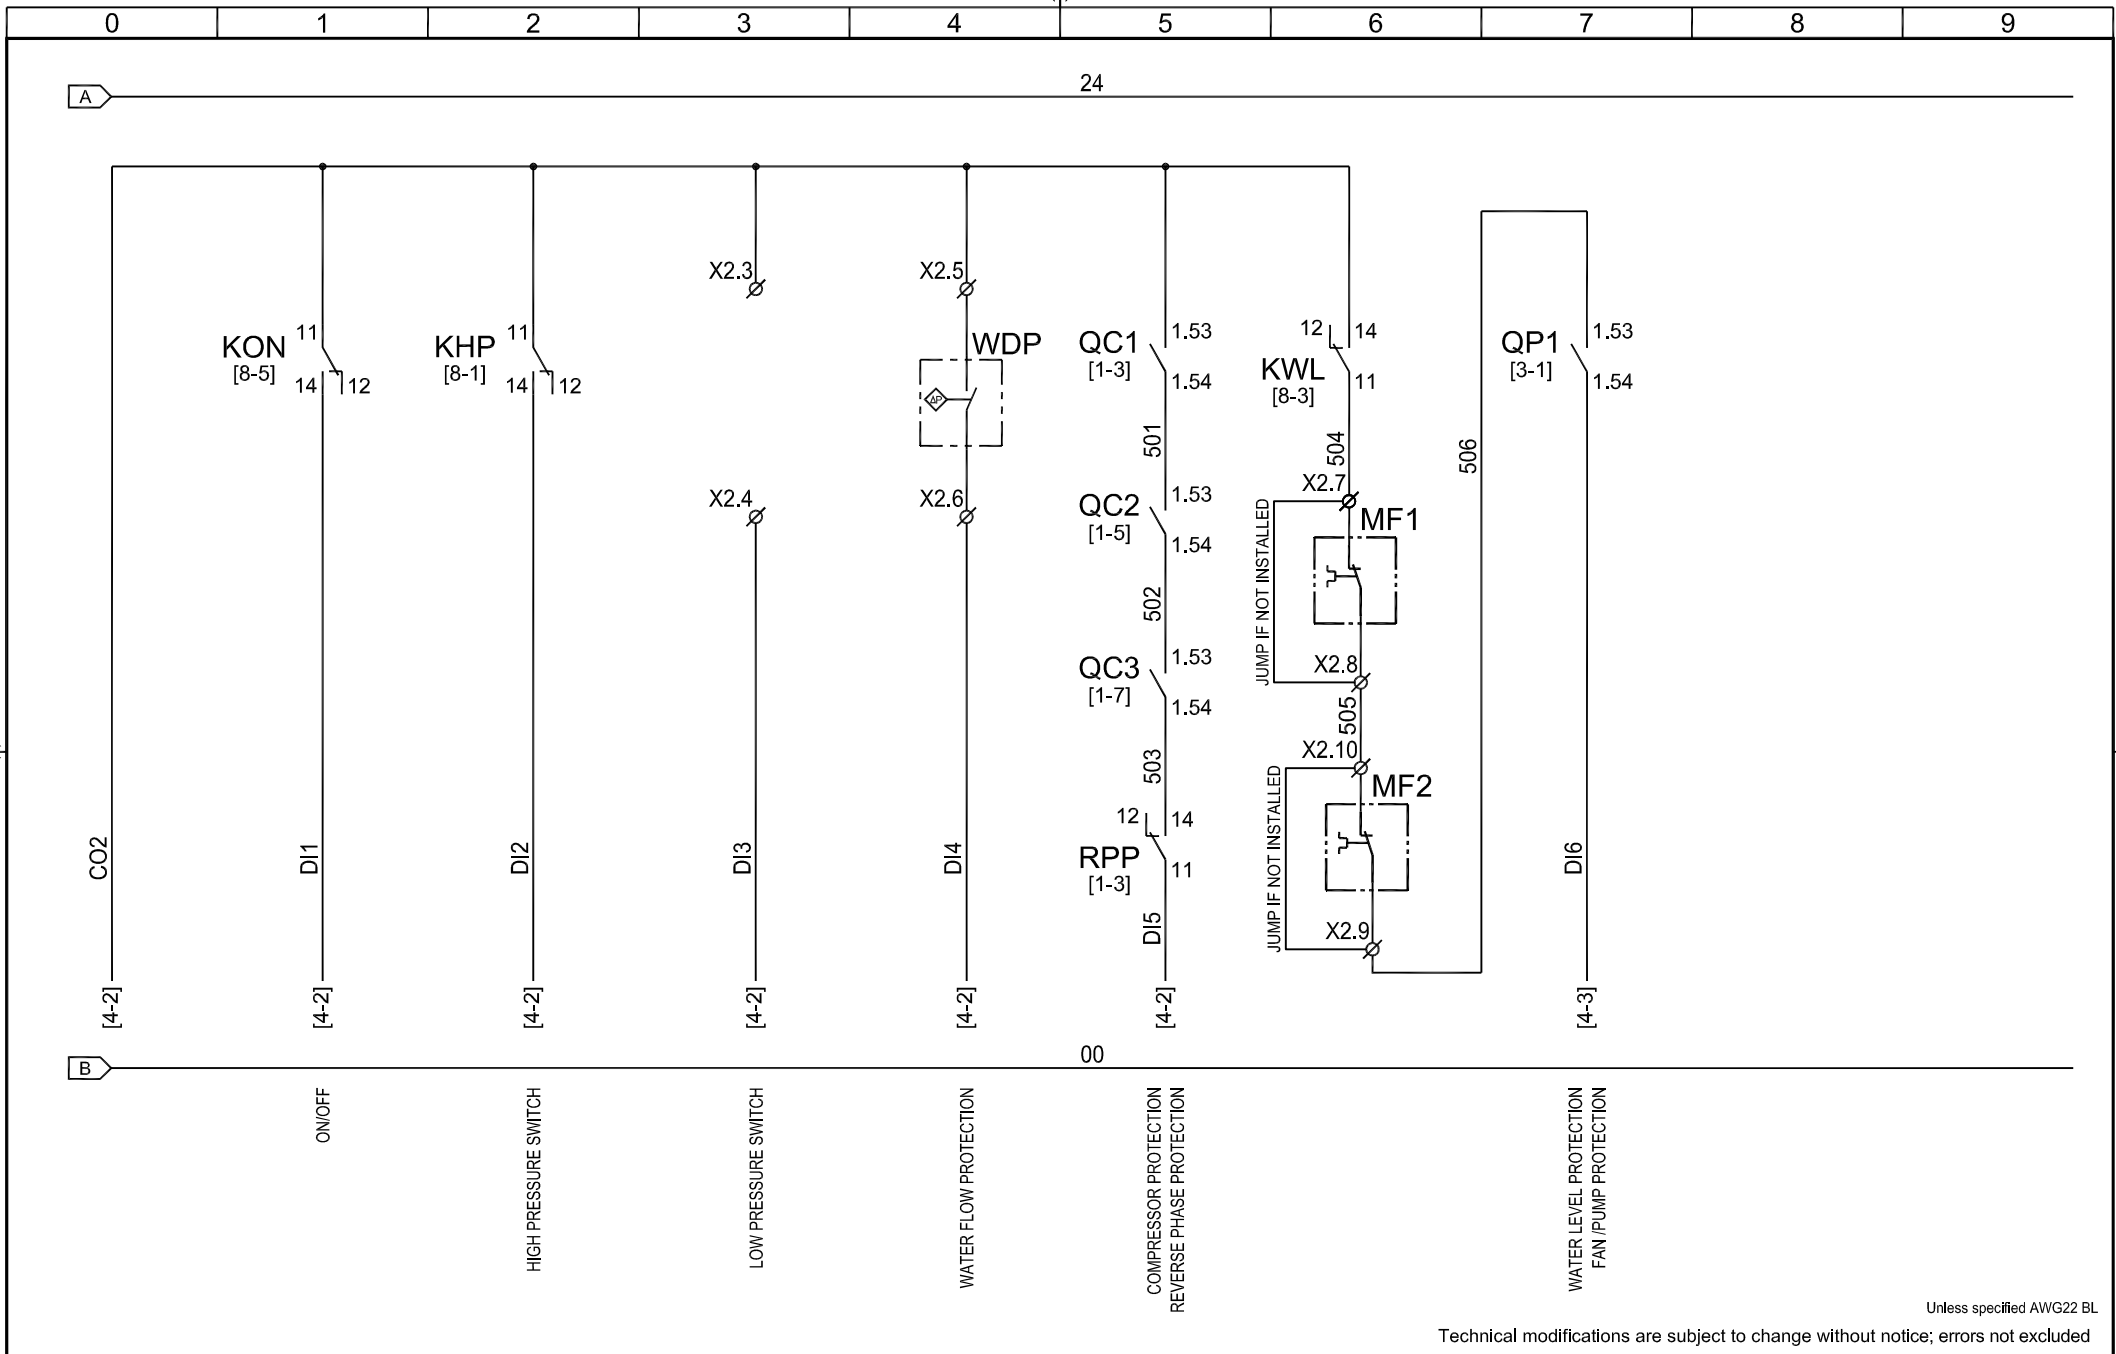 0 1 2 3 4 5 6 7 8 9
A
24
X2.3 X2.5
KON
[8-5]
11
14 12
KHP
[8-1]
11
14 12
WDP
ΔP
QC1
[1-3]
1.53
1.54
12 14
KWL
[8-3]
11
QP1
[3-1]
1.53
1.54
501
504
506
X2.4
X2.6
QC2
[1-5]
1.53
1.54
X2.7
MF1
JUMP IF NOT INSTALLED
502
QC3
[1-7]
1.53
1.54
X2.8
505
503
X2.10
MF2
JUMP IF NOT INSTALLED
12 14
RPP
[1-3]
11
X2.9
CO2
DI1
DI2
DI3
DI4
DI5
DI6
[4-2]
[4-2]
[4-2]
[4-2]
[4-2]
[4-2]
[4-3]
B
00
ON/OFF
HIGH PRESSURE SWITCH
LOW PRESSURE SWITCH
WATER FLOW PROTECTION
COMPRESSOR PROTECTION
REVERSE PHASE PROTECTION
WATER LEVEL PROTECTION
FAN /PUMP PROTECTION
Unless specified AWG22 BL
Technical modifications are subject to change without notice; errors not excluded